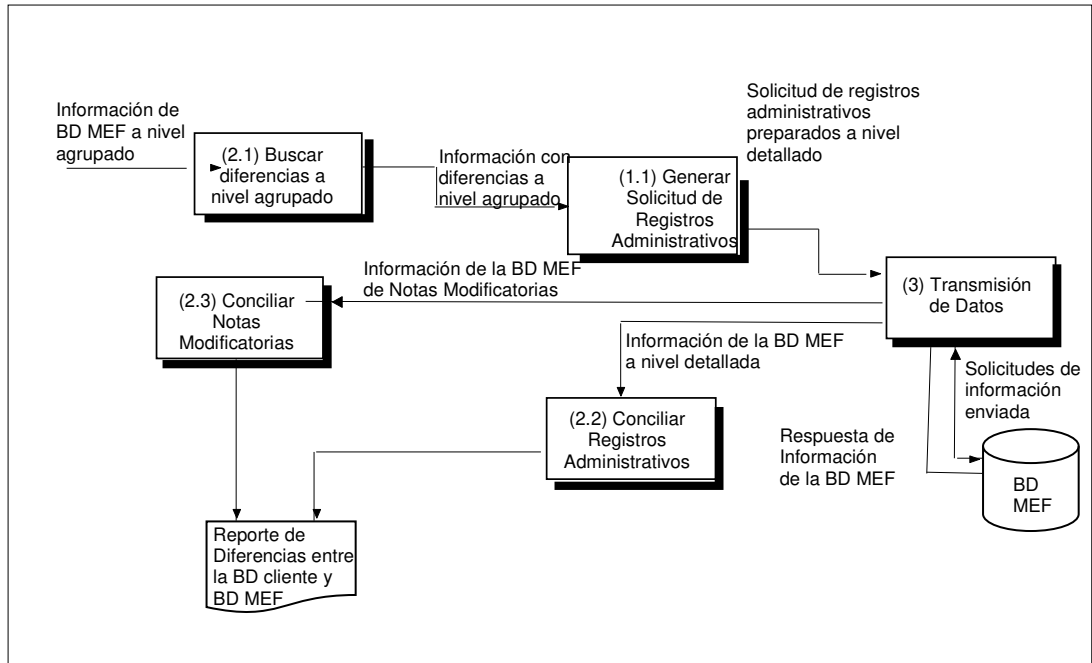 Información de
BD MEF a nivel
agrupado
(2.1) Buscar
diferencias a
nivel agrupado
Información con
diferencias a
nivel agrupado
(1.1) Generar
Solicitud de
Registros
Administrativos
Solicitud de registros
administrativos
preparados a nivel
detallado
Información de la BD MEF
de Notas Modificatorias
(2.3) Conciliar
Notas
Modificatorias
(3) Transmisión
de Datos
Información de la BD MEF
a nivel detallada
Solicitudes de
información
enviada
(2.2) Conciliar
Registros
Administrativos
Respuesta de
Información
de la BD MEF
BD
MEF
Reporte de
Diferencias entre
la BD cliente y
BD MEF